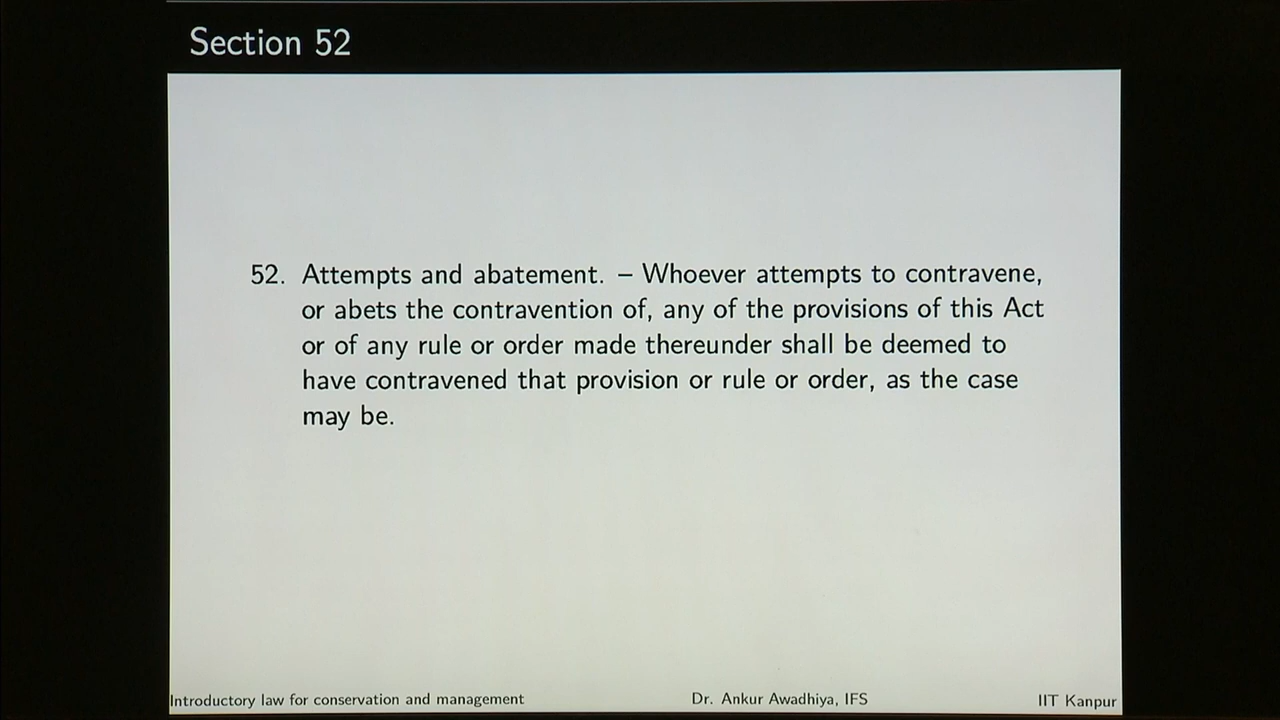 Section 52
52. Attempts and abatement. – Whoever attempts to contravene,
or abets the contravention of, any of the provisions of this Act
or of any rule or order made thereunder shall be deemed to
have contravened that provision or rule or order, as the case
may be.
Introductory law for conservation and management Dr. Ankur Awadhiya, IFS IIT Kanpur